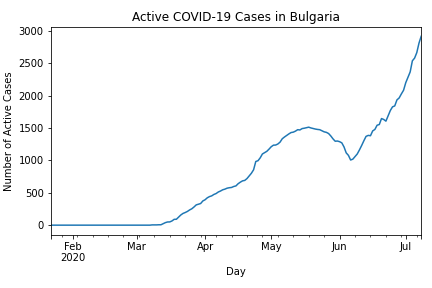 Active COVID-19 Cases in Bulgaria
Number of Active Cases
3000
2500
2000
1500
1000
500
0
Feb
2020
Mar
Apr
May
Jun
Jul
Day